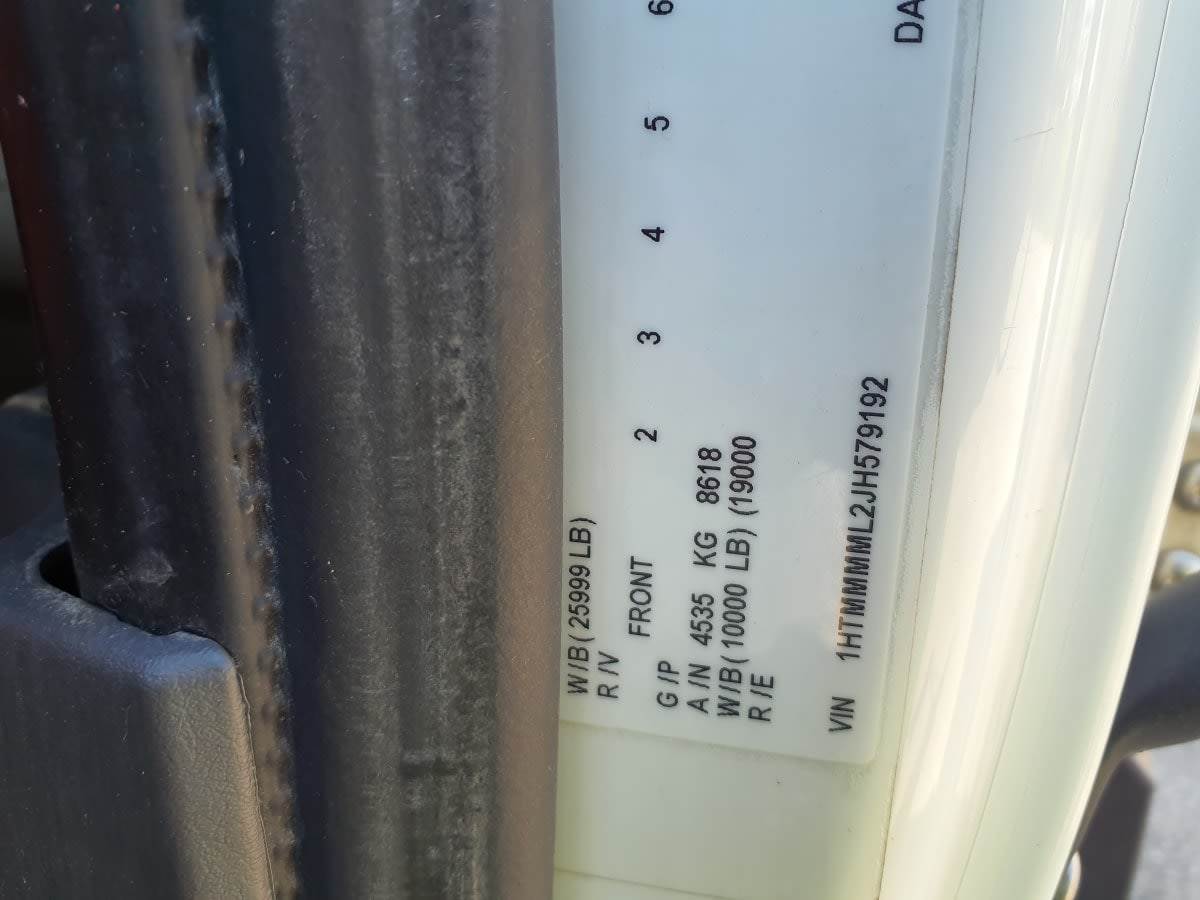 W/B( 25999 LB)
R /V
FRONT 2 3 4 5 6
G /P
A /N 4535 KG 8618
W/B(10000 LB) (19000
R /E
VIN 1HTMMMML2JH579192 DA